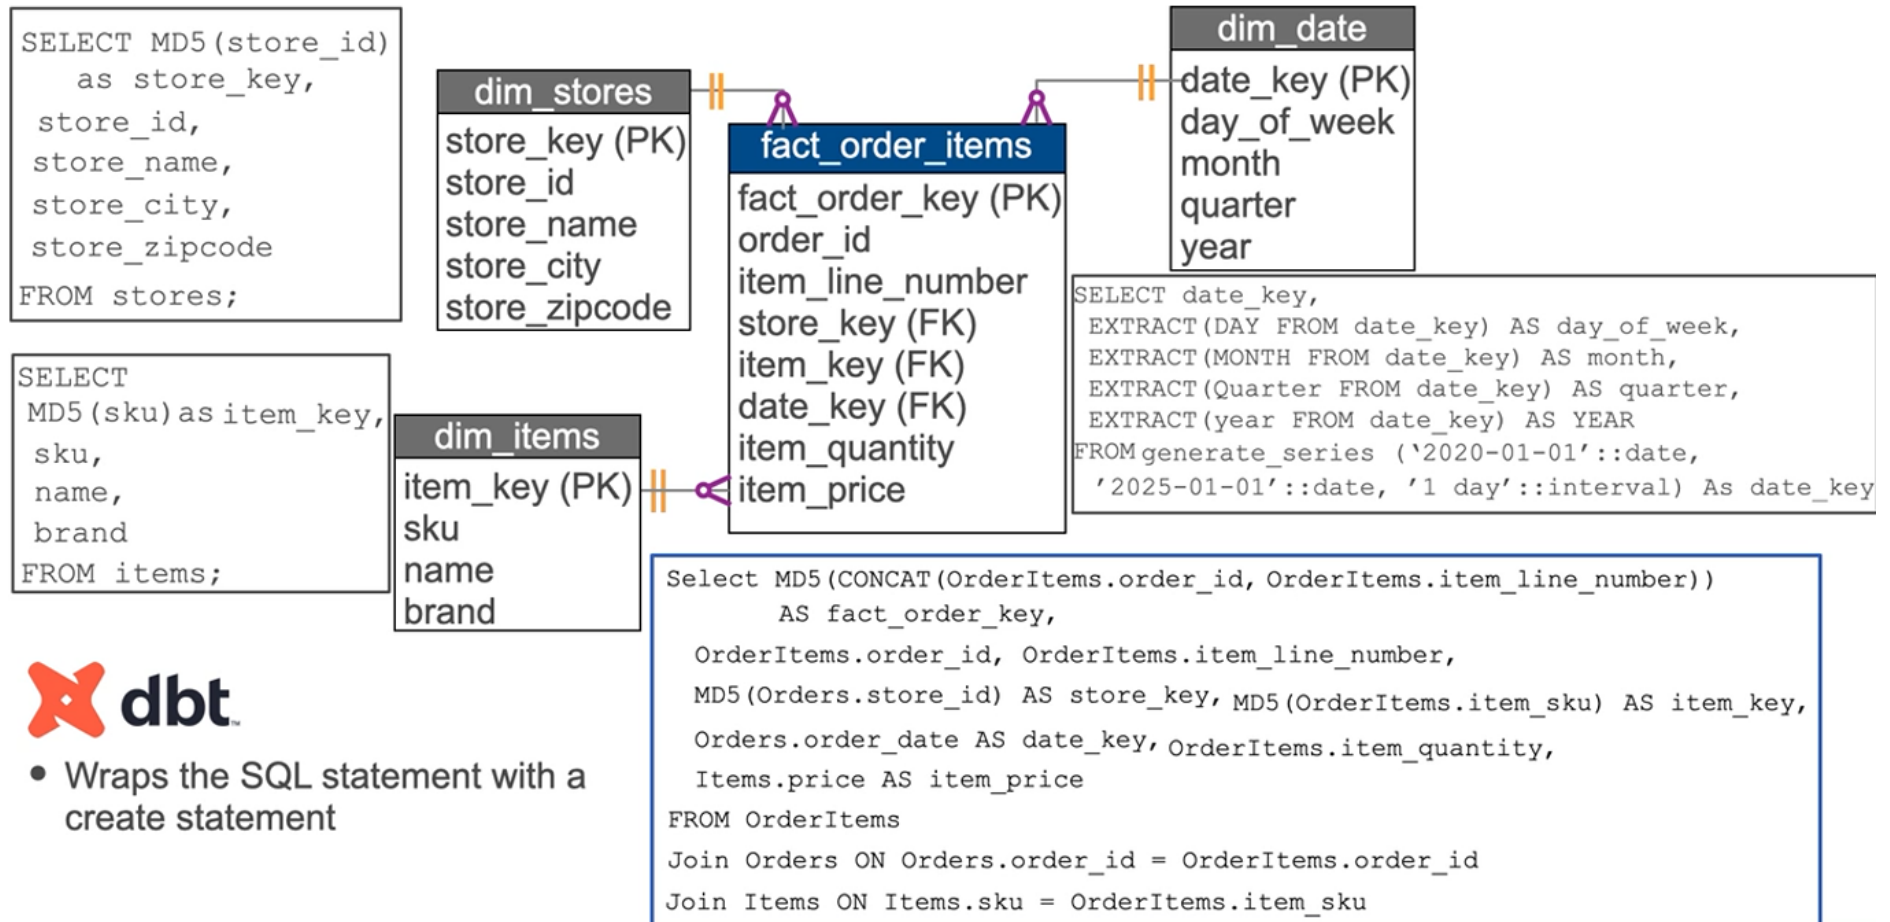 SELECT MD5(store_id)
as store_key,
store_id,
store_name,
store_city,
store_zipcode
FROM stores;
dim_stores
store_key (PK)
store_id
store_name
store_city
store_zipcode
fact_order_items
fact_order_key (PK)
order_id
item_line_number
store_key (FK)
item_key (FK)
date_key (FK)
item_quantity
item_price
dim_date
date_key (PK)
day_of_week
month
quarter
year
SELECT date_key,
EXTRACT(DAY FROM date_key) AS day_of_week,
EXTRACT(MONTH FROM date_key) AS month,
EXTRACT(Quarter FROM date_key) AS quarter,
EXTRACT(year FROM date_key) AS YEAR
FROM generate_series (‘2020-01-01’::date,
’2025-01-01’::date, ’1 day’::interval) As date_key
SELECT
MD5(sku)as item_key,
sku,
name,
brand
FROM items;
dim_items
item_key (PK)
sku
name
brand
Select MD5(CONCAT(OrderItems.order_id, OrderItems.item_line_number))
AS fact_order_key,
OrderItems.order_id, OrderItems.item_line_number,
MD5(Orders.store_id) AS store_key, MD5(OrderItems.item_sku) AS item_key,
Orders.order_date AS date_key, OrderItems.item_quantity,
Items.price AS item_price
FROM OrderItems
Join Orders ON Orders.order_id = OrderItems.order_id
Join Items ON Items.sku = OrderItems.item_sku
dbt
• Wraps the SQL statement with a
create statement